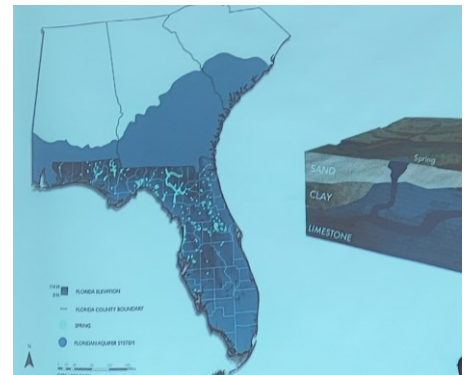 Spring
SAND
CLAY
LIMESTONE
FLORIDA ELEVATION
FLORIDA COUNTY BOUNDARY
SPRING
FLORIDAN AQUIFER SYSTEM
N